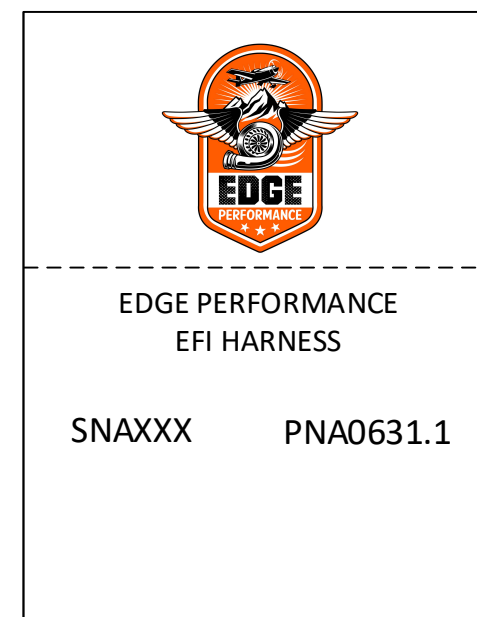 EDGE
PERFORMANCE
EDGE PERFORMANCE
EFI HARNESS
SNAXXX PNA0631.1